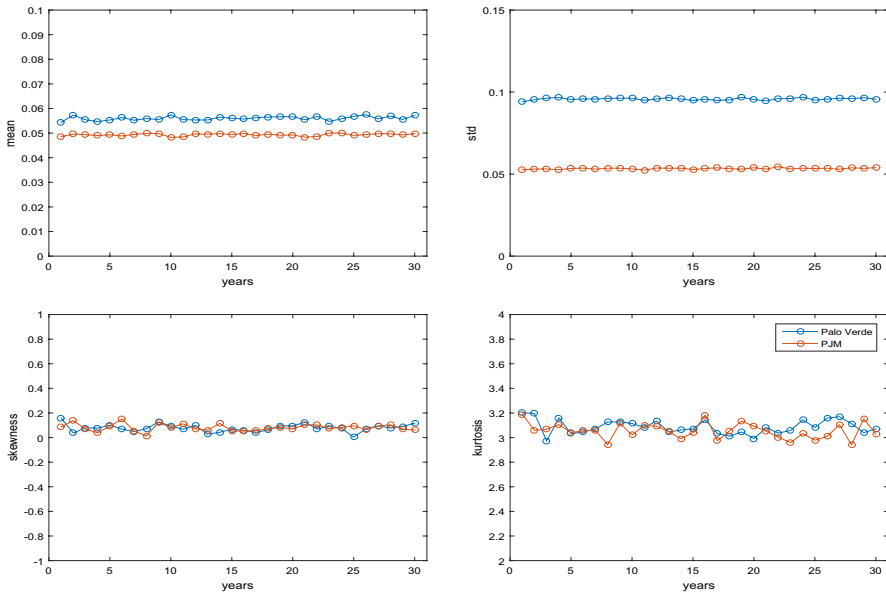 0.1
0.09
0.08
0.07
0.06
0.05
0.04
0.03
0.02
0.01
0
mean
0 5 10 15 20 25 30
years
0.15
0.1
0.05
0
std
0 5 10 15 20 25 30
years
1
0.8
0.6
0.4
0.2
0
-0.2
-0.4
-0.6
-0.8
-1
skewness
0 5 10 15 20 25 30
years
4
3.8
3.6
3.4
3.2
3
2.8
2.6
2.4
2.2
2
kurtosis
0 5 10 15 20 25 30
years
Palo Verde
PJM